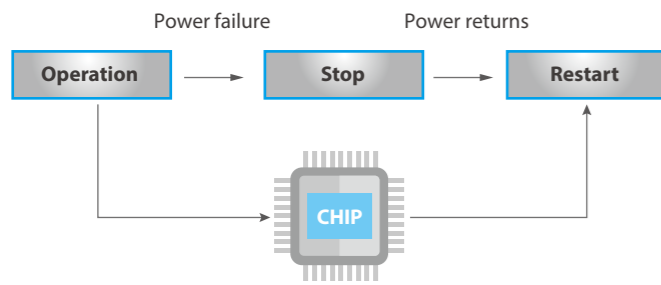 Power failure
Power returns
Operation
Stop
Restart
CHIP